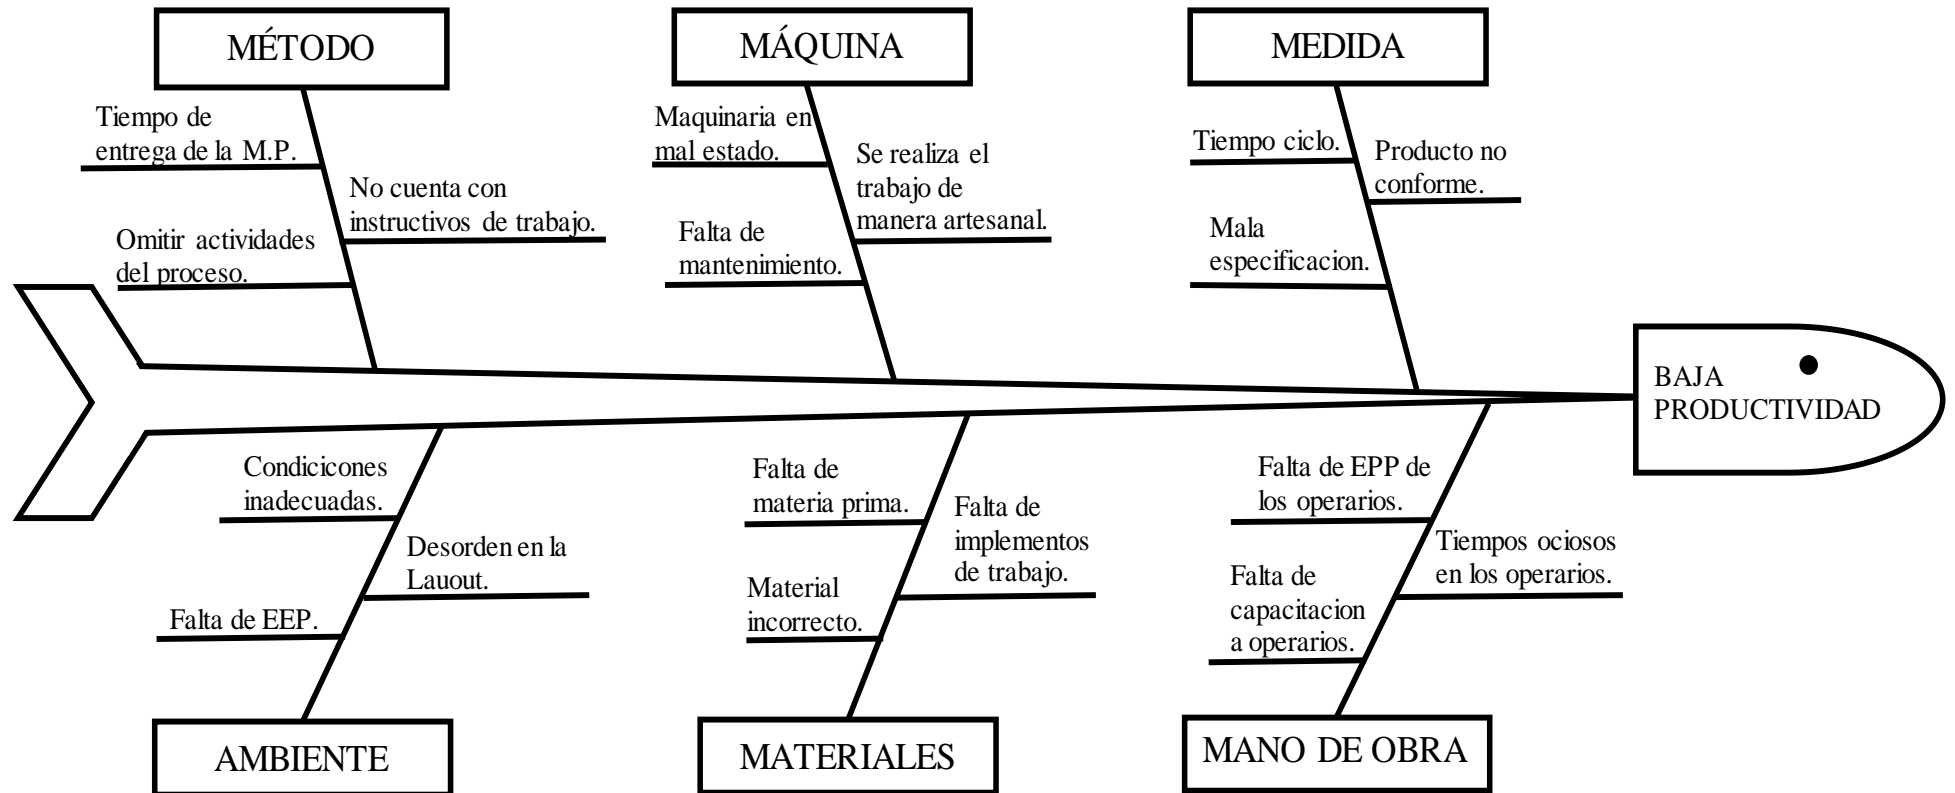 MÉTODO
MÁQUINA
MEDIDA
Tiempo de
entrega de la M.P.
No cuenta con
instructivos de trabajo.
Omitir actividades
del proceso.
Maquinaria en
mal estado.
Se realiza el
trabajo de
manera artesanal.
Falta de
mantenimiento.
Tiempo ciclo.
Producto no
conforme.
Mala
especificacion.
BAJA
PRODUCTIVIDAD
Condicicones
inadecuadas.
Desorden en la
Lauout.
Falta de EEP.
Falta de
materia prima.
Falta de
implementos
de trabajo.
Material
incorrecto.
Falta de EPP de
los operarios.
Tiempos ociosos
en los operarios.
Falta de
capacitacion
a operarios.
AMBIENTE
MATERIALES
MANO DE OBRA